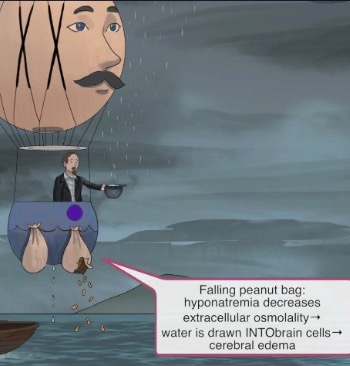 Falling peanut bag:
hyponatremia decreases
extracellular osmolality→
water is drawn INTObrain cells→
cerebral edema